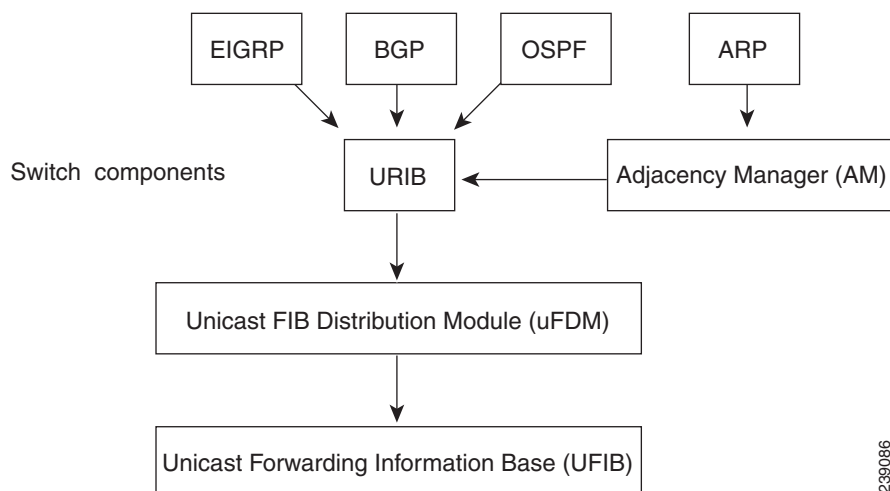 EIGRP
BGP
OSPF
ARP
Switch components
URIB
Adjacency Manager (AM)
Unicast FIB Distribution Module (uFDM)
Unicast Forwarding Information Base (UFIB)
239086